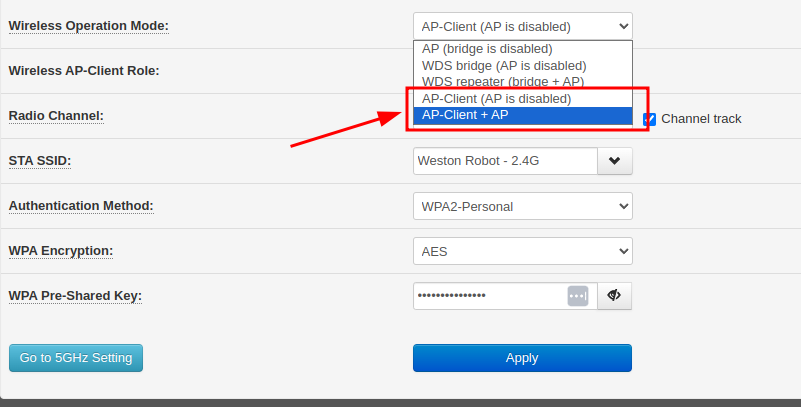 Wireless Operation Mode:
AP-Client (AP is disabled)
AP (bridge is disabled)
WDS bridge (AP is disabled)
Wireless AP-Client Role:
WDS repeater (bridge + AP)
AP-Client (AP is disabled)
AP-Client + AP
Radio Channel:
Channel track
STA SSID:
Weston Robot - 2.4G
Authentication Method:
WPA2-Personal
WPA Encryption:
AES
WPA Pre-Shared Key:
•••••••••••••••
Go to 5GHz Setting
Apply